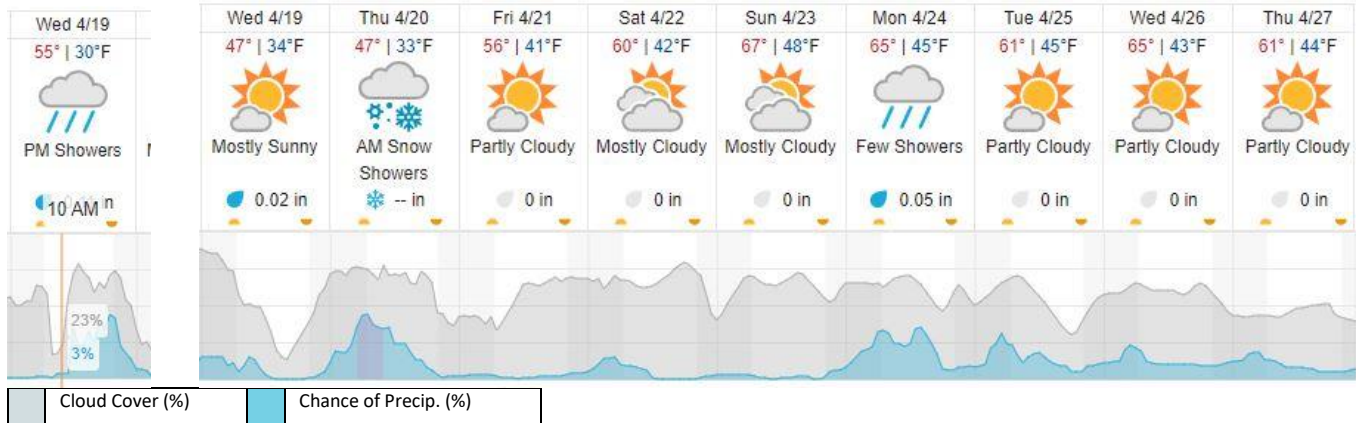 Wed 4/19
55° | 30°F
PM Showers
10 AM n
23%
3%
Wed 4/19 Thu 4/20 Fri 4/21 Sat 4/22 Sun 4/23 Mon 4/24 Tue 4/25 Wed 4/26 Thu 4/27
47° | 34°F 47° | 33°F 56° | 41°F 60° | 42°F 67° | 48°F 65° | 45°F 61° | 45°F 65° | 43°F 61° | 44°F
Mostly Sunny AM Snow Partly Cloudy Mostly Cloudy Mostly Cloudy Few Showers Partly Cloudy Partly Cloudy Partly Cloudy
Showers
0.02 in -- in 0 in 0 in 0 in 0.05 in 0 in 0 in 0 in
Cloud Cover (%) Chance of Precip. (%)